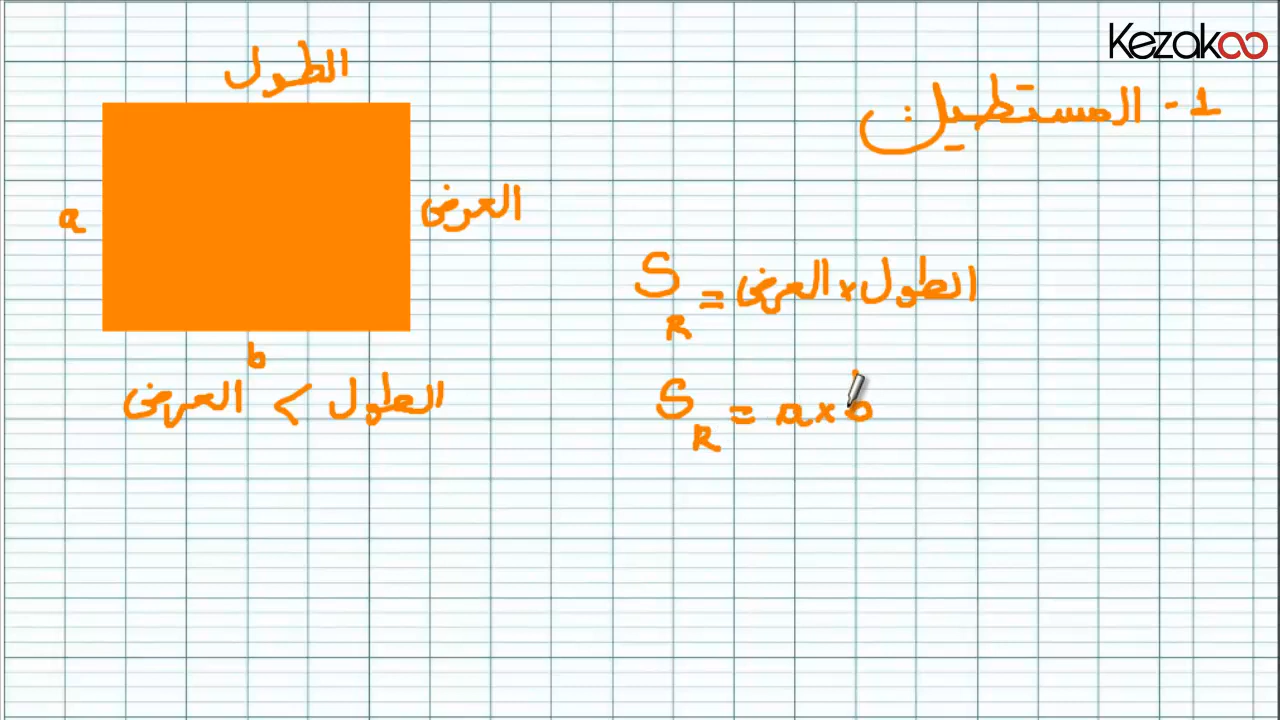 Kezakoo
1- المستطيل:
الطول
العرض
a
b
العرض < الطول
S_R = العرض × الطول
S_R = a×b